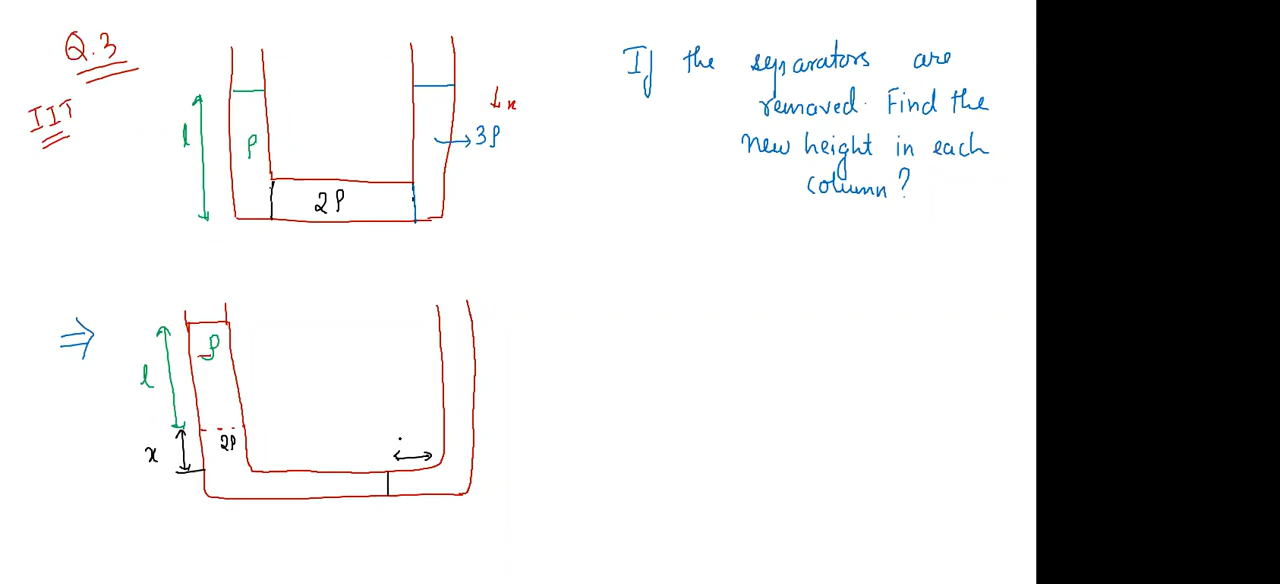 Q.3
IIT
l
ρ
2ρ
3ρ
x
If the separators are
removed. Find the
new height in each
column?
⇒
l
ρ
x
2ρ